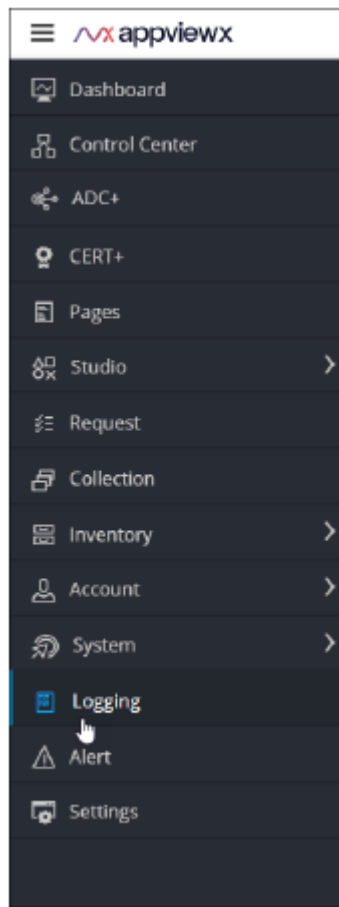 appviewx
Dashboard
Control Center
ADC+
CERT+
Pages
Studio
Request
Collection
Inventory
Account
System
Logging
Alert
Settings